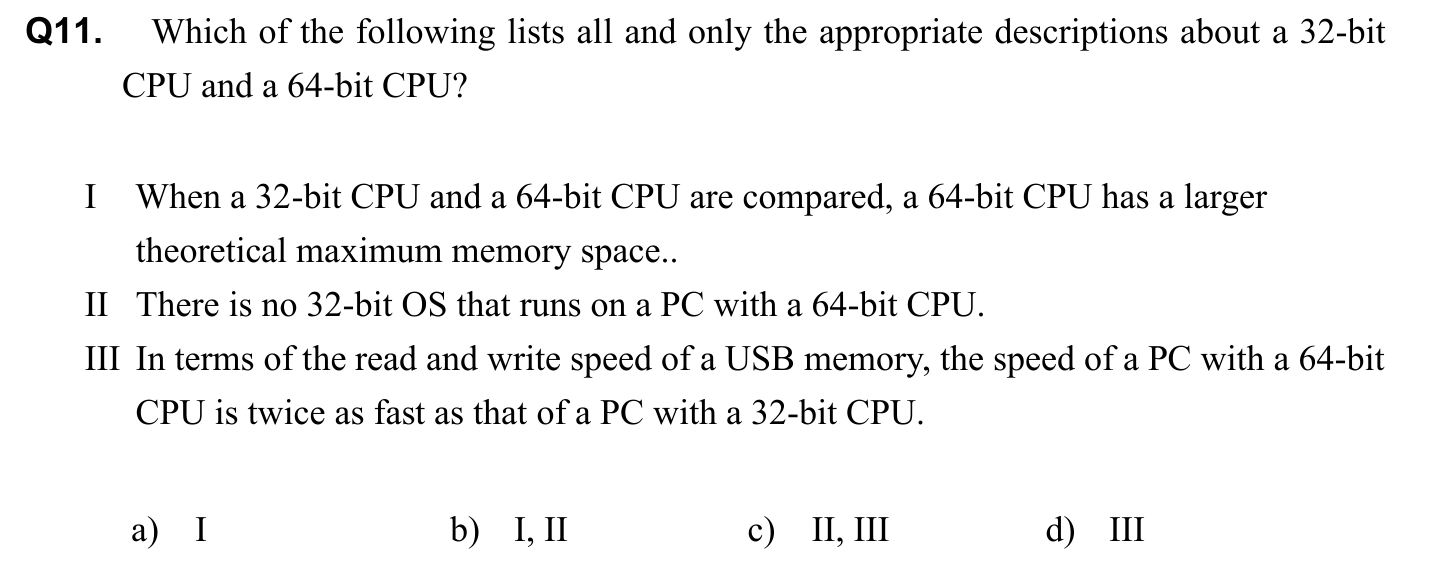 Q11. Which of the following lists all and only the appropriate descriptions about a 32-bit
CPU and a 64-bit CPU?
I When a 32-bit CPU and a 64-bit CPU are compared, a 64-bit CPU has a larger
theoretical maximum memory space..
II There is no 32-bit OS that runs on a PC with a 64-bit CPU.
III In terms of the read and write speed of a USB memory, the speed of a PC with a 64-bit
CPU is twice as fast as that of a PC with a 32-bit CPU.
a) I b) I, II c) II, III d) III